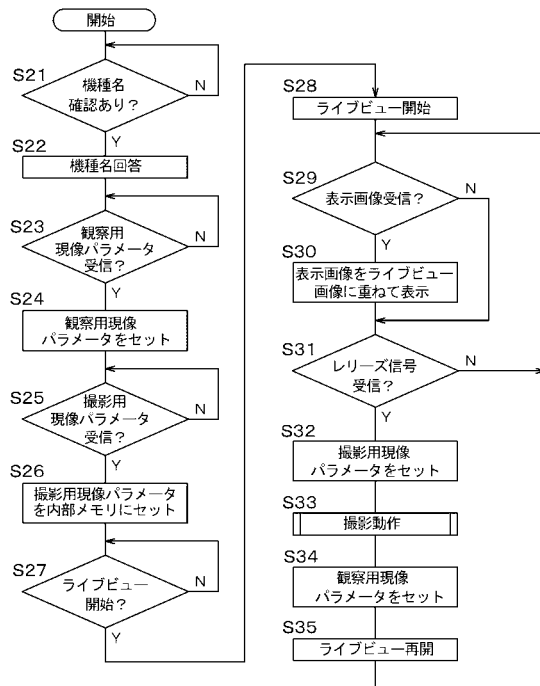 開始
S21
機種名
確認あり？
N
Y
S22
機種名回答
S23
観察用
現像パラメータ
受信？
N
Y
S24
観察用現像
パラメータをセット
S25
撮影用
現像パラメータ
受信？
N
Y
S26
撮影用現像パラメータ
を内部メモリにセット
S27
ライブビュー
開始？
N
Y
S28
ライブビュー開始
S29
表示画像受信？
N
Y
S30
表示画像をライブビュー
画像に重ねて表示
S31
レリーズ信号
受信？
N
Y
S32
撮影用現像
パラメータをセット
S33
撮影動作
S34
観察用現像
パラメータをセット
S35
ライブビュー再開